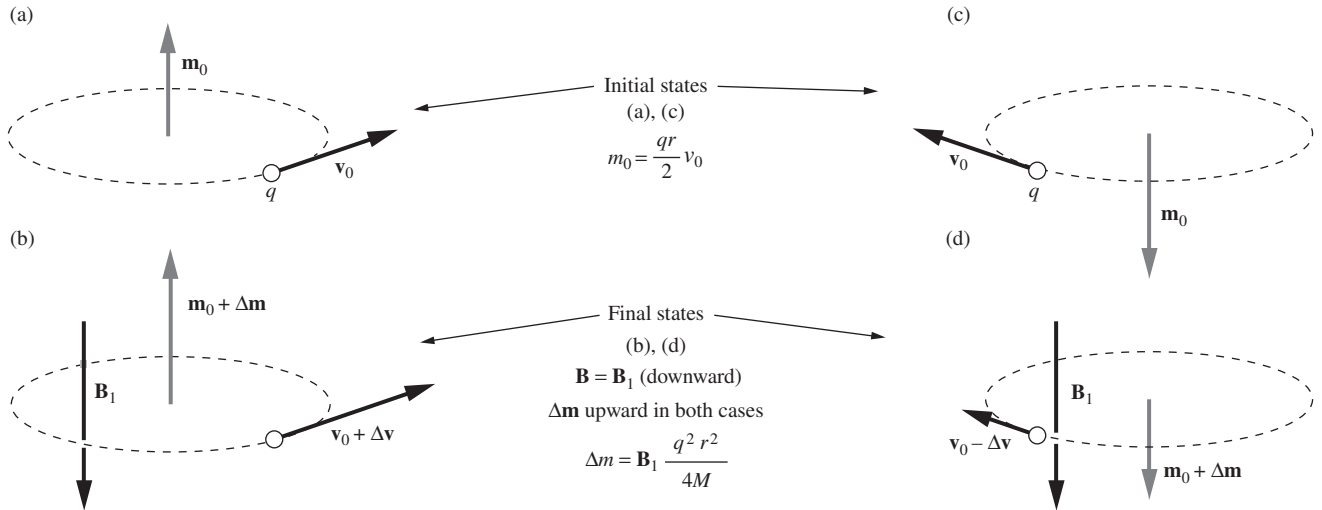 (a)
m₀
v₀
q
Initial states
(a), (c)
m₀ = qr/2 v₀
(c)
v₀
q
m₀
(b)
m₀ + Δm
B₁
v₀ + Δv
Final states
(b), (d)
B = B₁ (downward)
Δm upward in both cases
Δm = B₁ q² r²/4M
(d)
B₁
v₀ − Δv
m₀ + Δm